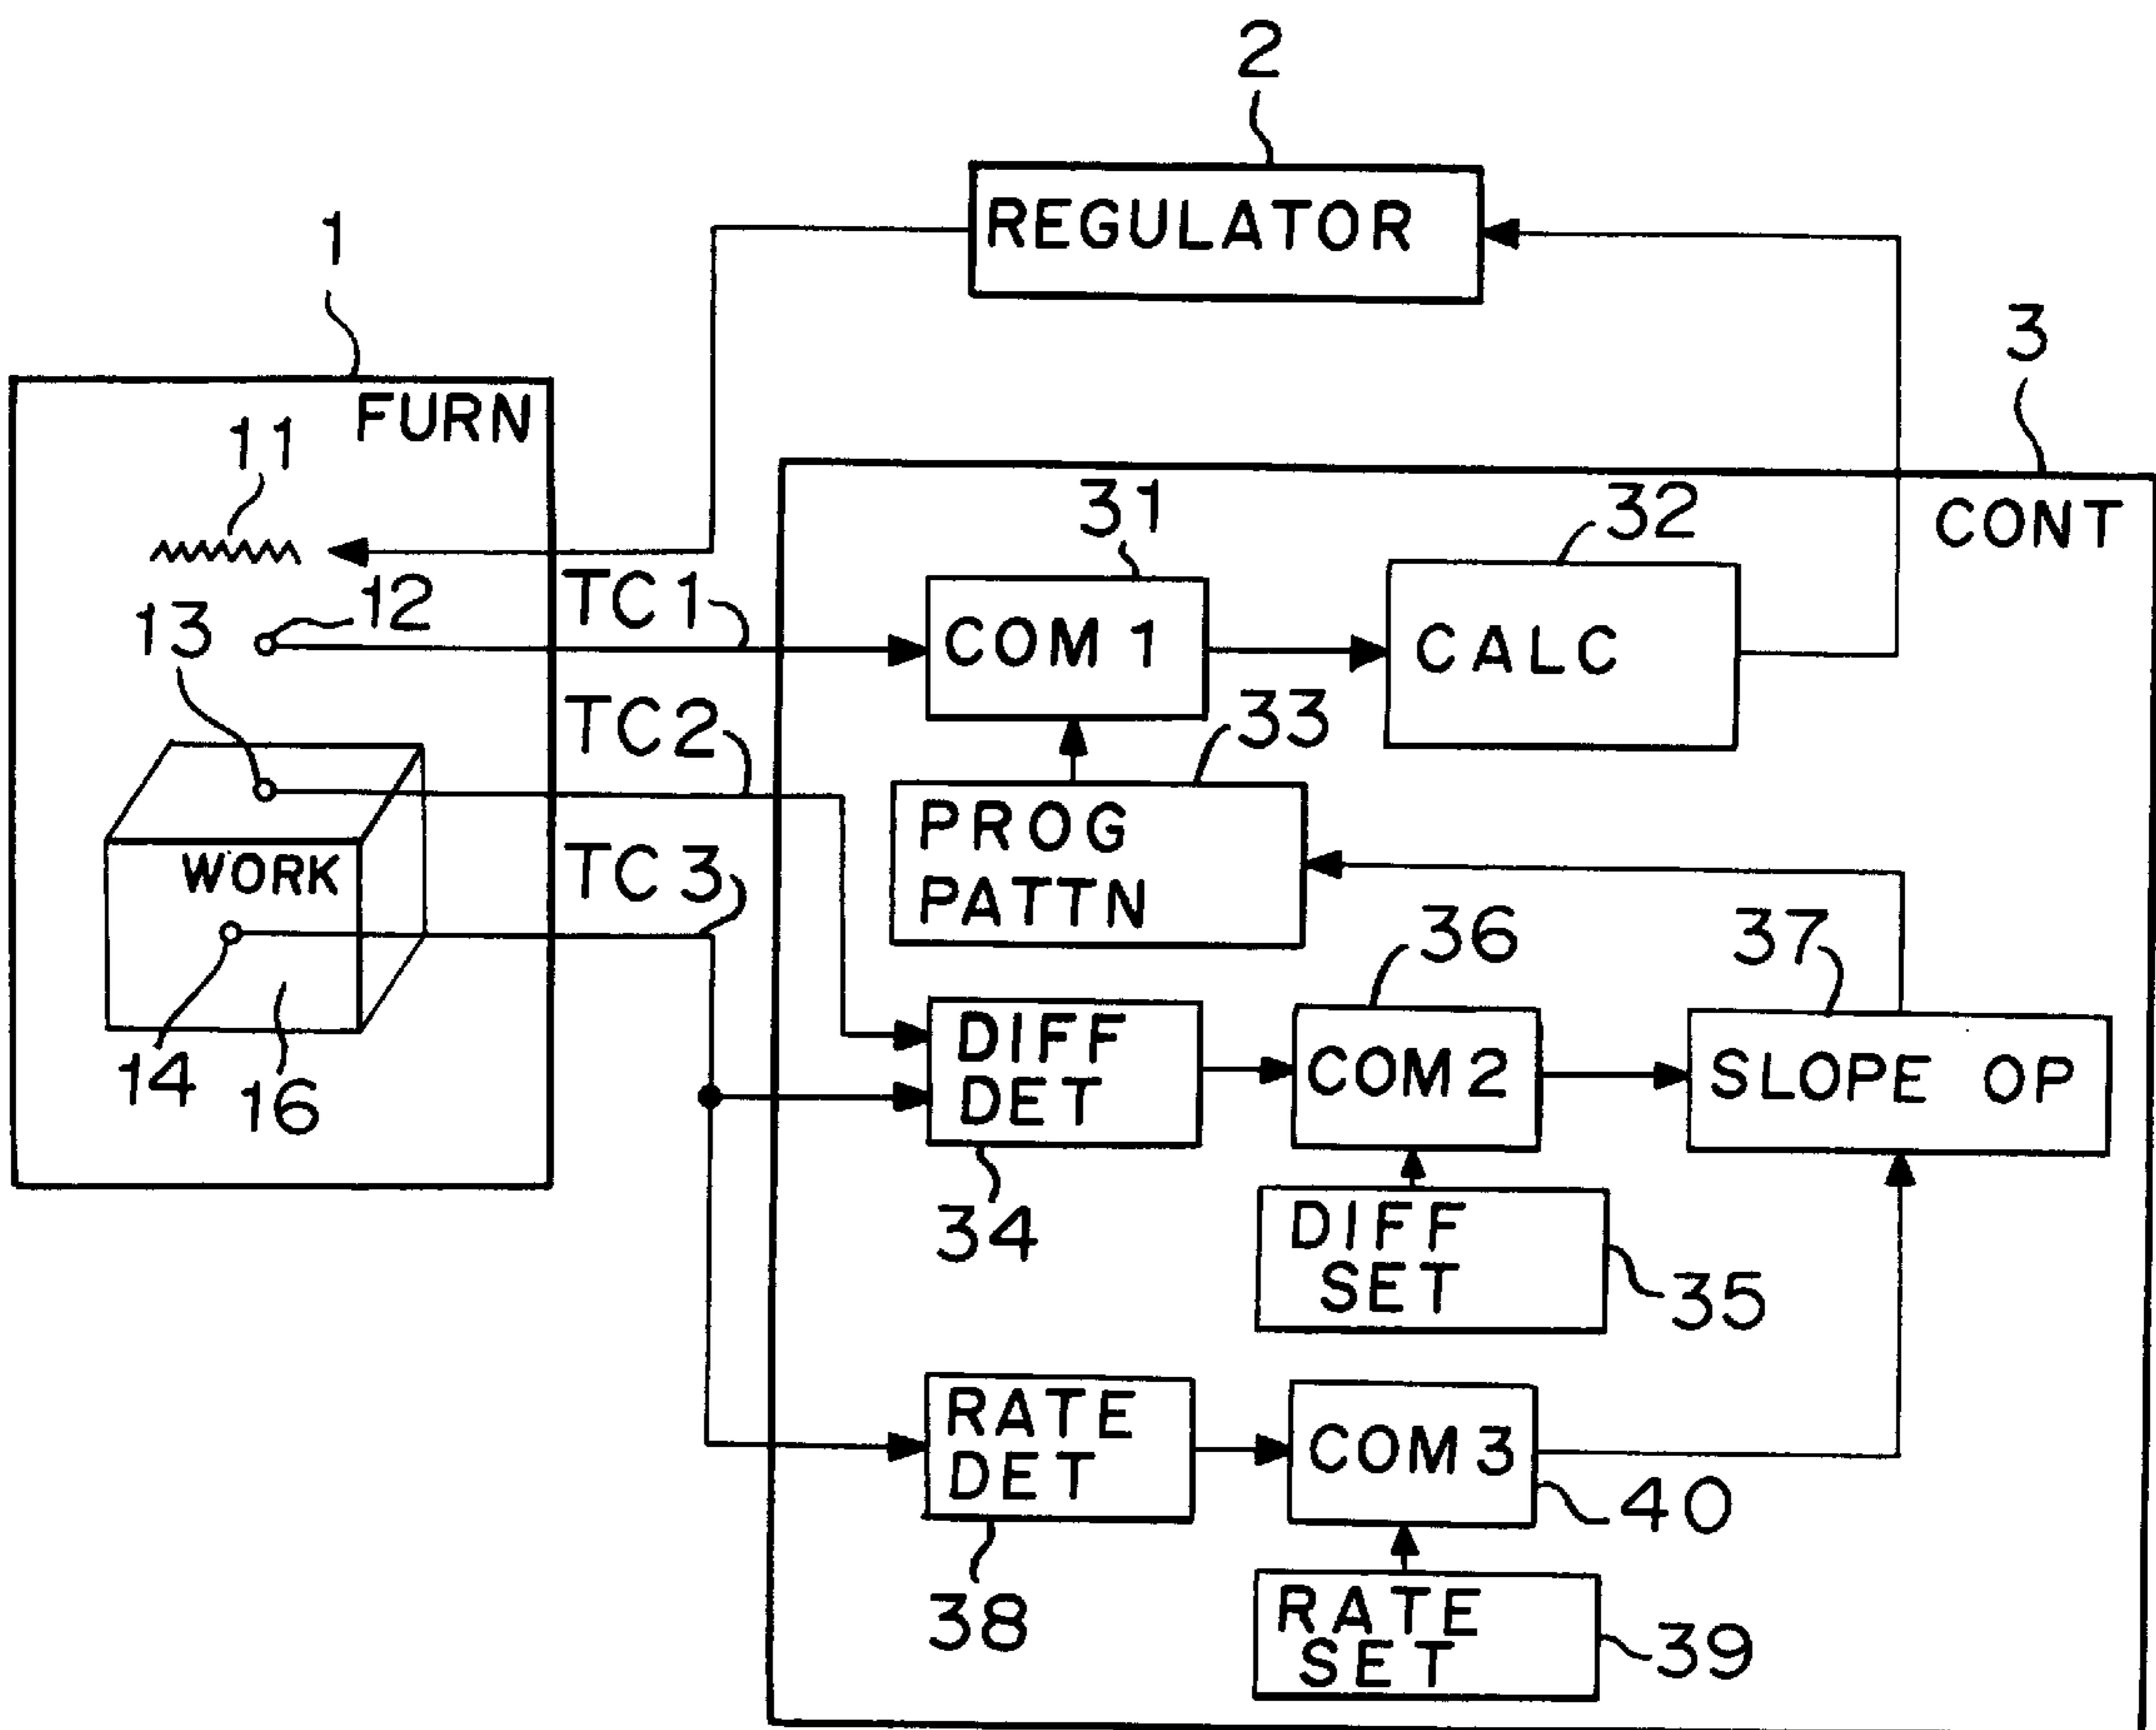 2
REGULATOR
1
FURN
3
CONT
11
31
32
12
TC1
COM 1
CALC
13
TC2
33
PROG
PATTN
WORK
TC3
36
37
14
16
DIFF
DET
COM2
SLOPE OP
34
DIFF
SET
35
RATE
DET
COM3
40
38
RATE
SET
39